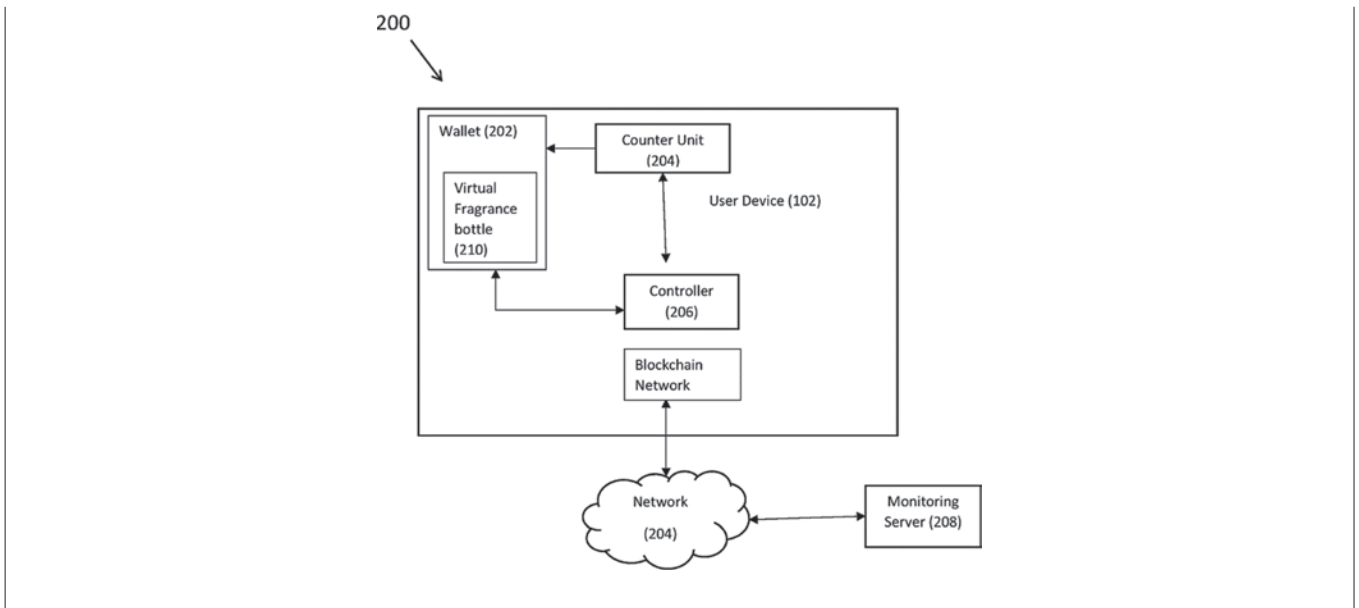 200
Wallet (202)
Counter Unit
(204)
Virtual
Fragrance
bottle
(210)
User Device (102)
Controller
(206)
Blockchain
Network
Network
(204)
Monitoring
Server (208)